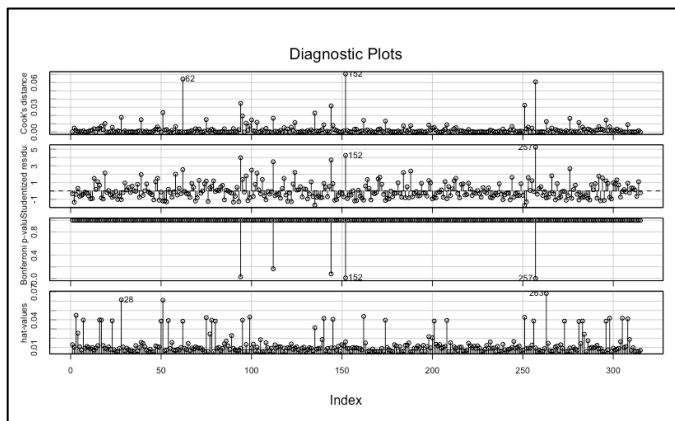 Diagnostic Plots
Cook's distance
0.00 0.03 0.06
62
152
Studentized residu
-1 1 3 5
152
257
Bonferroni p-valu
0.0 0.4 0.8
152
257
hat-values
0.01 0.04 0.07
28
263
0 50 100 150 200 250 300
Index